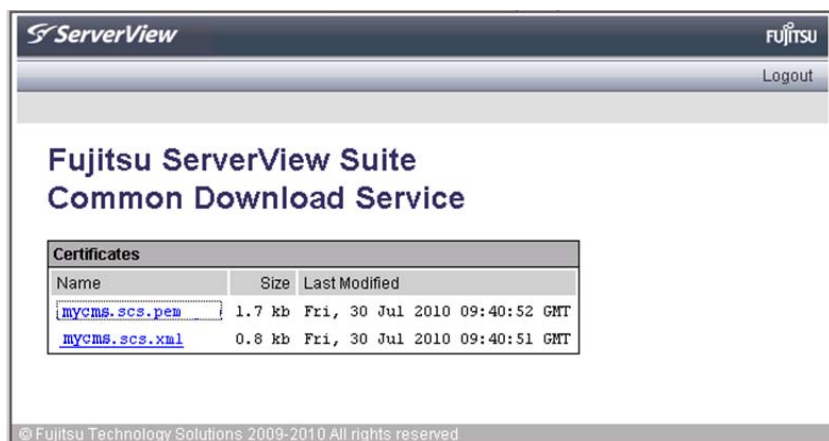 ServerView
FUJITSU
Logout
Fujitsu ServerView Suite
Common Download Service
Certificates
Name Size Last Modified
mycms.scs.pem 1.7 kb Fri, 30 Jul 2010 09:40:52 GMT
mycms.scs.xml 0.8 kb Fri, 30 Jul 2010 09:40:51 GMT
© Fujitsu Technology Solutions 2009-2010 All rights reserved